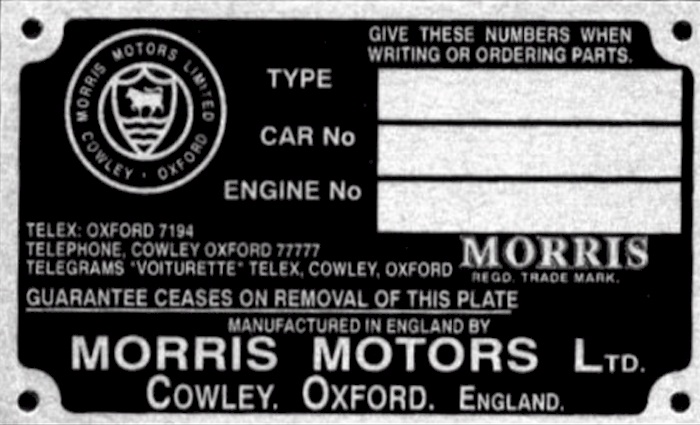 GIVE THESE NUMBERS WHEN
WRITING OR ORDERING PARTS.
MORRIS MOTORS LIMITED
COWLEY · OXFORD
TYPE
CAR No
ENGINE No
TELEX: OXFORD 7194
TELEPHONE, COWLEY OXFORD 77777
TELEGRAMS "VOITURETTE" TELEX, COWLEY, OXFORD
MORRIS
REGD. TRADE MARK.
GUARANTEE CEASES ON REMOVAL OF THIS PLATE
MANUFACTURED IN ENGLAND BY
MORRIS MOTORS LTD.
COWLEY. OXFORD. ENGLAND.